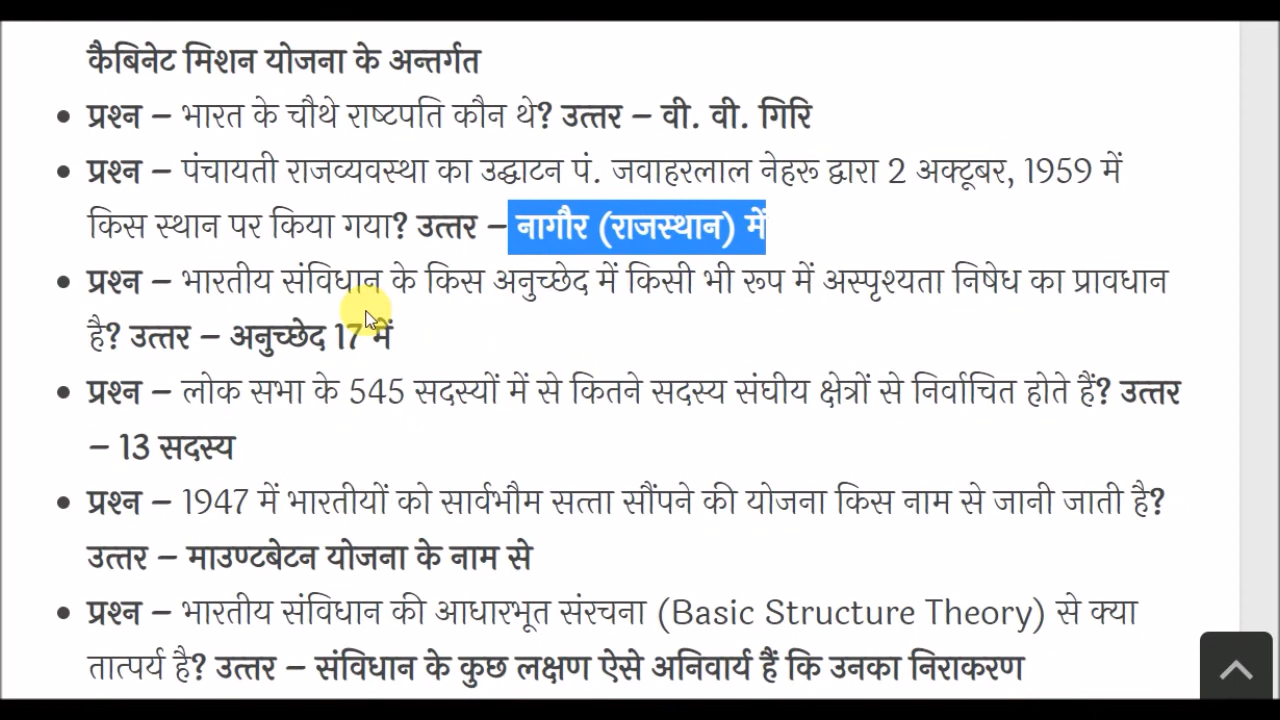 कैबिनेट मिशन योजना के अन्तर्गत
• प्रश्न – भारत के चौथे राष्टपति कौन थे? उत्तर – वी. वी. गिरि
• प्रश्न – पंचायती राजव्यवस्था का उद्घाटन पं. जवाहरलाल नेहरू द्वारा 2 अक्टूबर, 1959 में
किस स्थान पर किया गया? उत्तर – नागौर (राजस्थान) में
• प्रश्न – भारतीय संविधान के किस अनुच्छेद में किसी भी रूप में अस्पृश्यता निषेध का प्रावधान
है? उत्तर – अनुच्छेद 17 में
• प्रश्न – लोक सभा के 545 सदस्यों में से कितने सदस्य संघीय क्षेत्रों से निर्वाचित होते हैं? उत्तर
– 13 सदस्य
• प्रश्न – 1947 में भारतीयों को सार्वभौम सत्ता सौंपने की योजना किस नाम से जानी जाती है?
उत्तर – माउण्टबेटन योजना के नाम से
• प्रश्न – भारतीय संविधान की आधारभूत संरचना (Basic Structure Theory) से क्या
तात्पर्य है? उत्तर – संविधान के कुछ लक्षण ऐसे अनिवार्य हैं कि उनका निराकरण